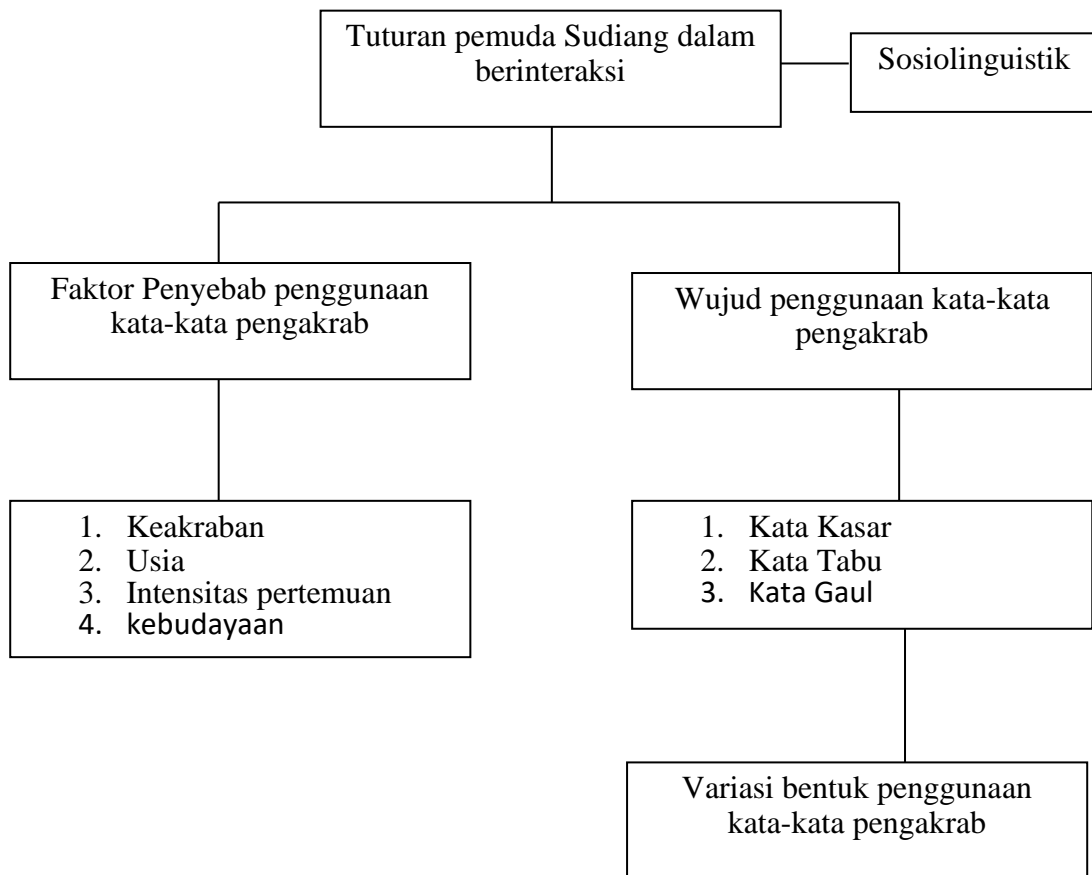 Tuturan pemuda Sudiang dalam
berinteraksi
Sosiolinguistik
Faktor Penyebab penggunaan
kata-kata pengakrab
Wujud penggunaan kata-kata
pengakrab
1. Keakraban
2. Usia
3. Intensitas pertemuan
4. kebudayaan
1. Kata Kasar
2. Kata Tabu
3. Kata Gaul
Variasi bentuk penggunaan
kata-kata pengakrab